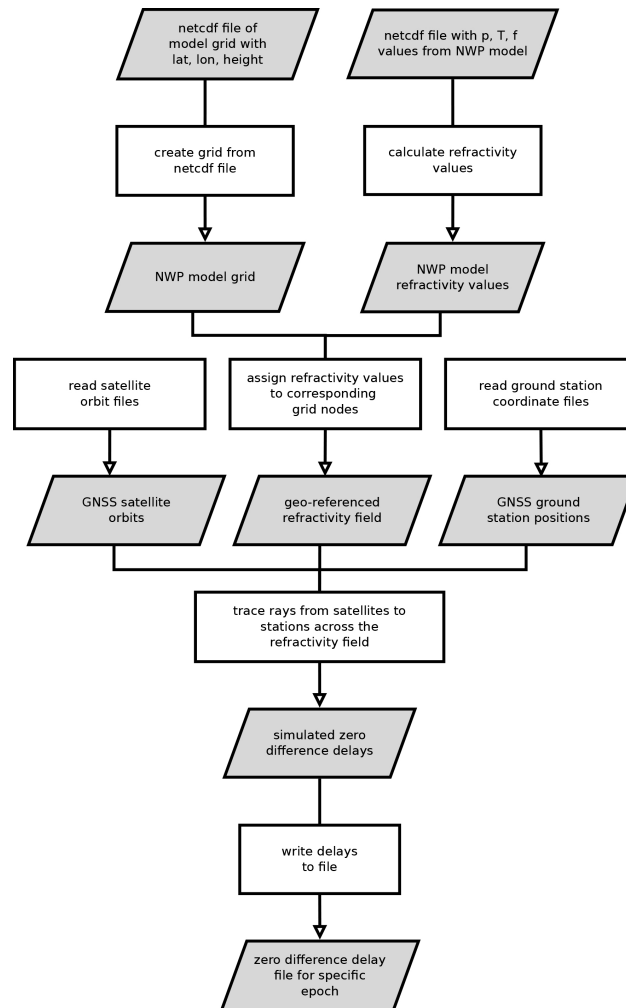 netcdf file of
model grid with
lat, lon, height
netcdf file with p, T, f
values from NWP model
create grid from
netcdf file
calculate refractivity
values
NWP model grid
NWP model
refractivity values
read satellite
orbit files
assign refractivity values
to corresponding
grid nodes
read ground station
coordinate files
GNSS satellite
orbits
geo-referenced
refractivity field
GNSS ground
station positions
trace rays from satellites to
stations across the
refractivity field
simulated zero
difference delays
write delays
to file
zero difference delay
file for specific
epoch